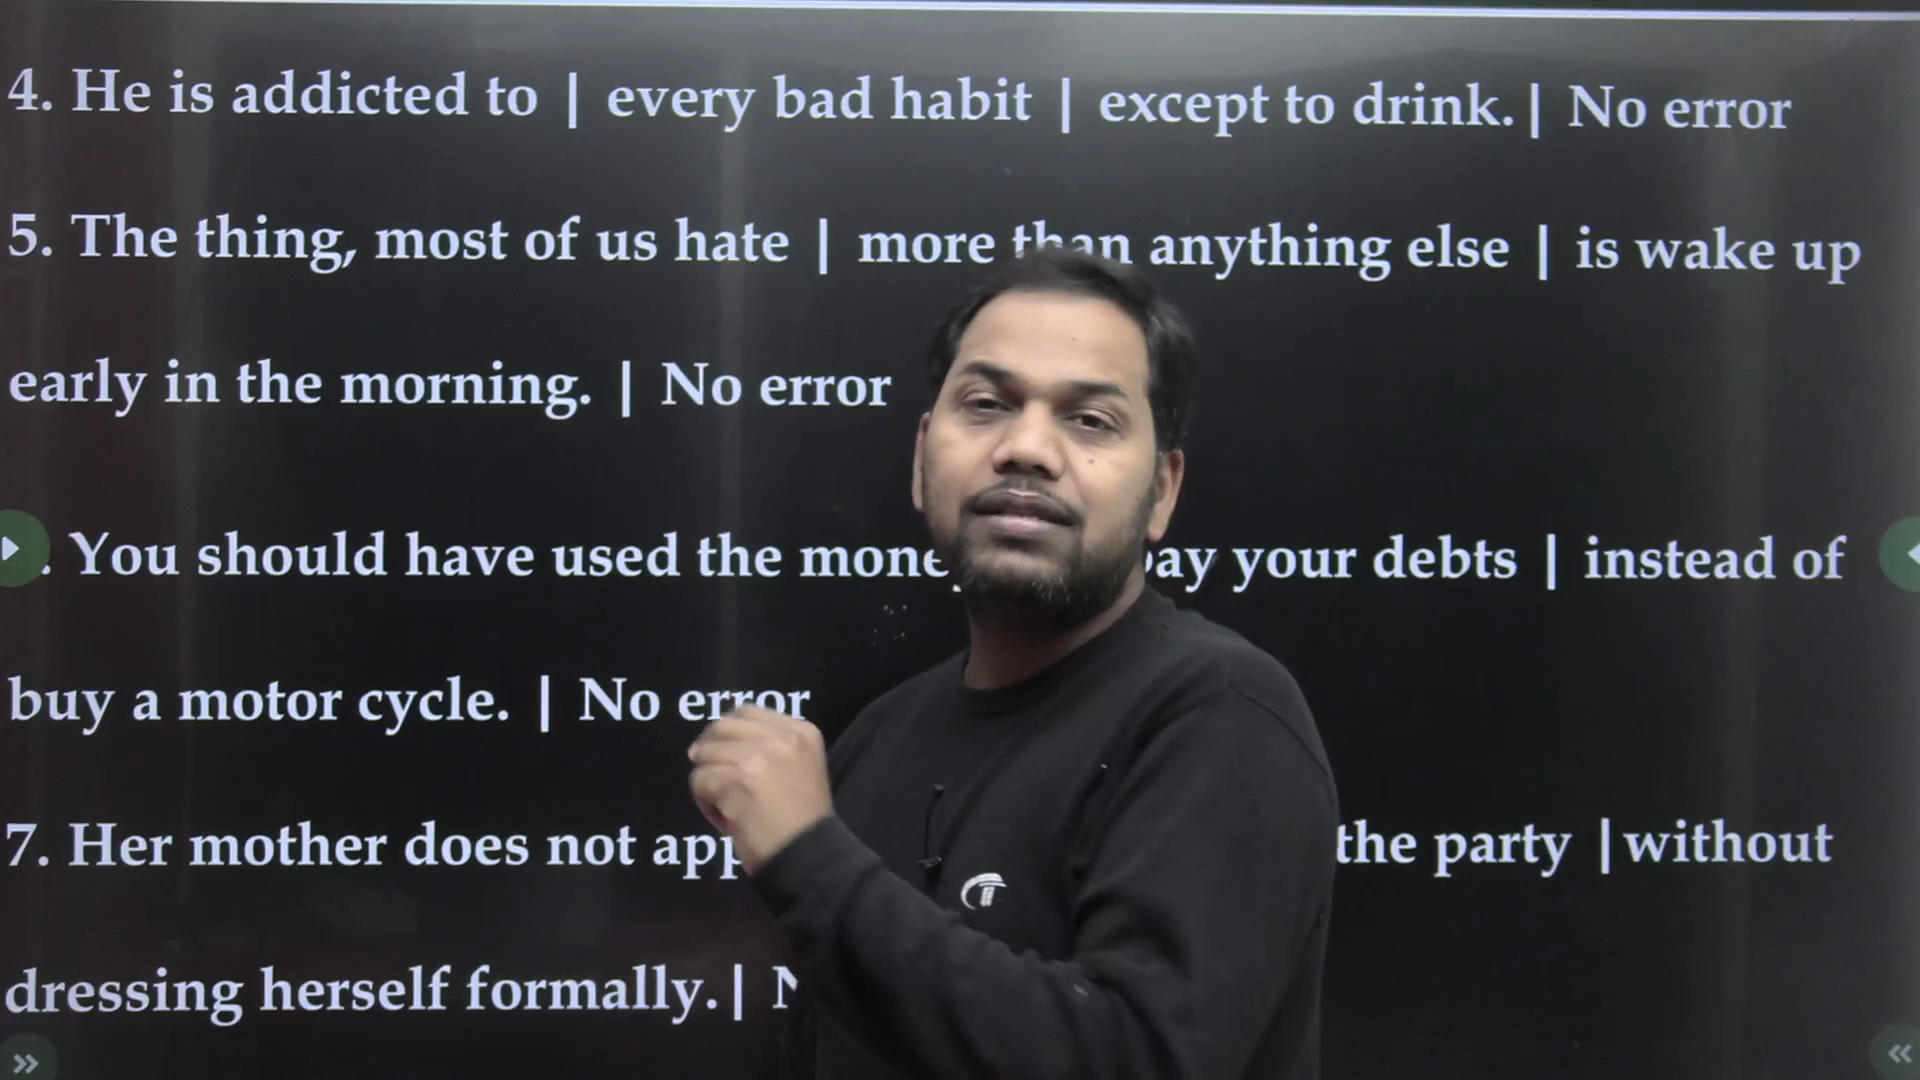 4. He is addicted to | every bad habit | except to drink. | No error
5. The thing, most of us hate | more than anything else | is wake up
early in the morning. | No error
. You should have used the your debts | instead of
buy a motor cycle. | No error
7. Her mother does not the party | without
dressing herself formally. |